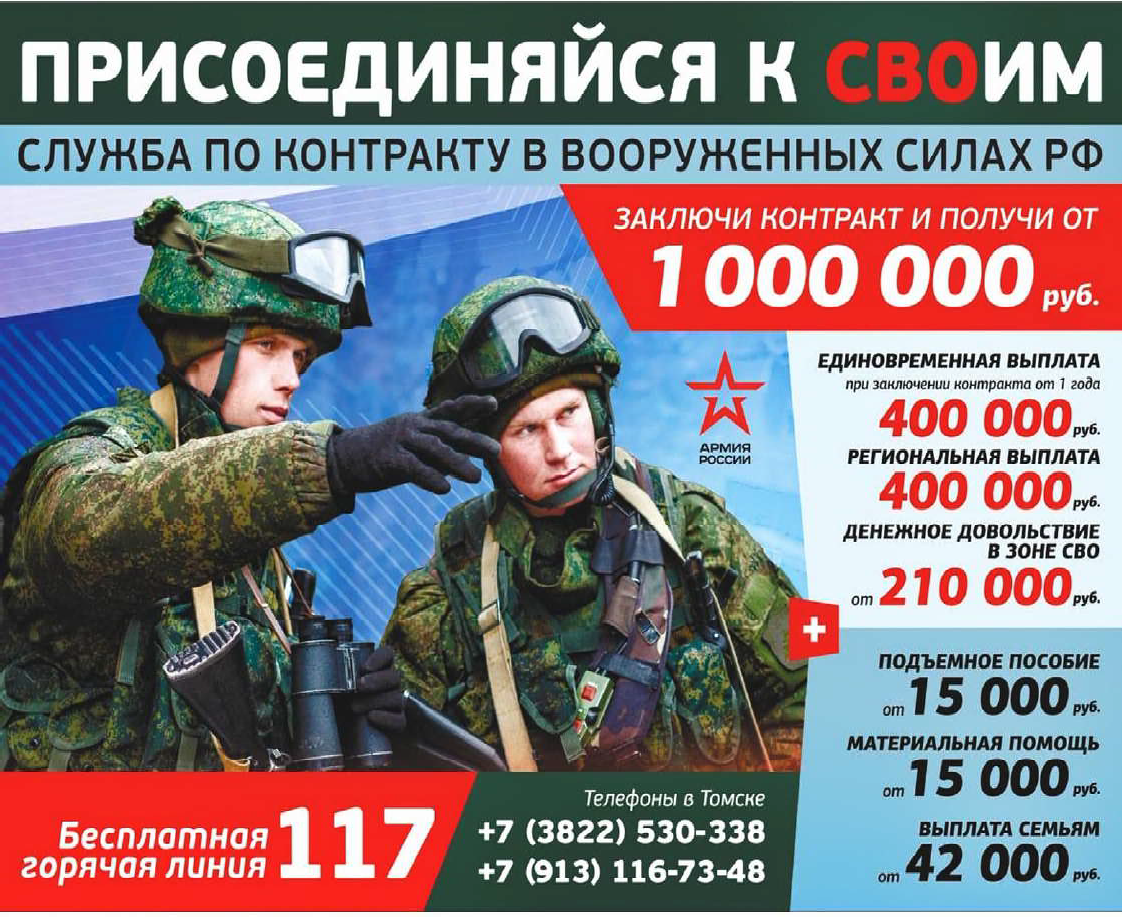 ПРИСОЕДИНЯЙСЯ К СВОИМ
СЛУЖБА ПО КОНТРАКТУ В ВООРУЖЕННЫХ СИЛАХ РФ
ЗАКЛЮЧИ КОНТРАКТ И ПОЛУЧИ ОТ
1 000 000 руб.
АРМИЯ
РОССИИ
ЕДИНОВРЕМЕННАЯ ВЫПЛАТА
при заключении контракта от 1 года
400 000 руб.
РЕГИОНАЛЬНАЯ ВЫПЛАТА
400 000 руб.
ДЕНЕЖНОЕ ДОВОЛЬСТВИЕ
В ЗОНЕ СВО
от 210 000 руб.
+
ПОДЪЕМНОЕ ПОСОБИЕ
от 15 000 руб.
МАТЕРИАЛЬНАЯ ПОМОЩЬ
от 15 000 руб.
ВЫПЛАТА СЕМЬЯМ
от 42 000 руб.
Бесплатная
горячая линия 117
Телефоны в Томске
+7 (3822) 530-338
+7 (913) 116-73-48